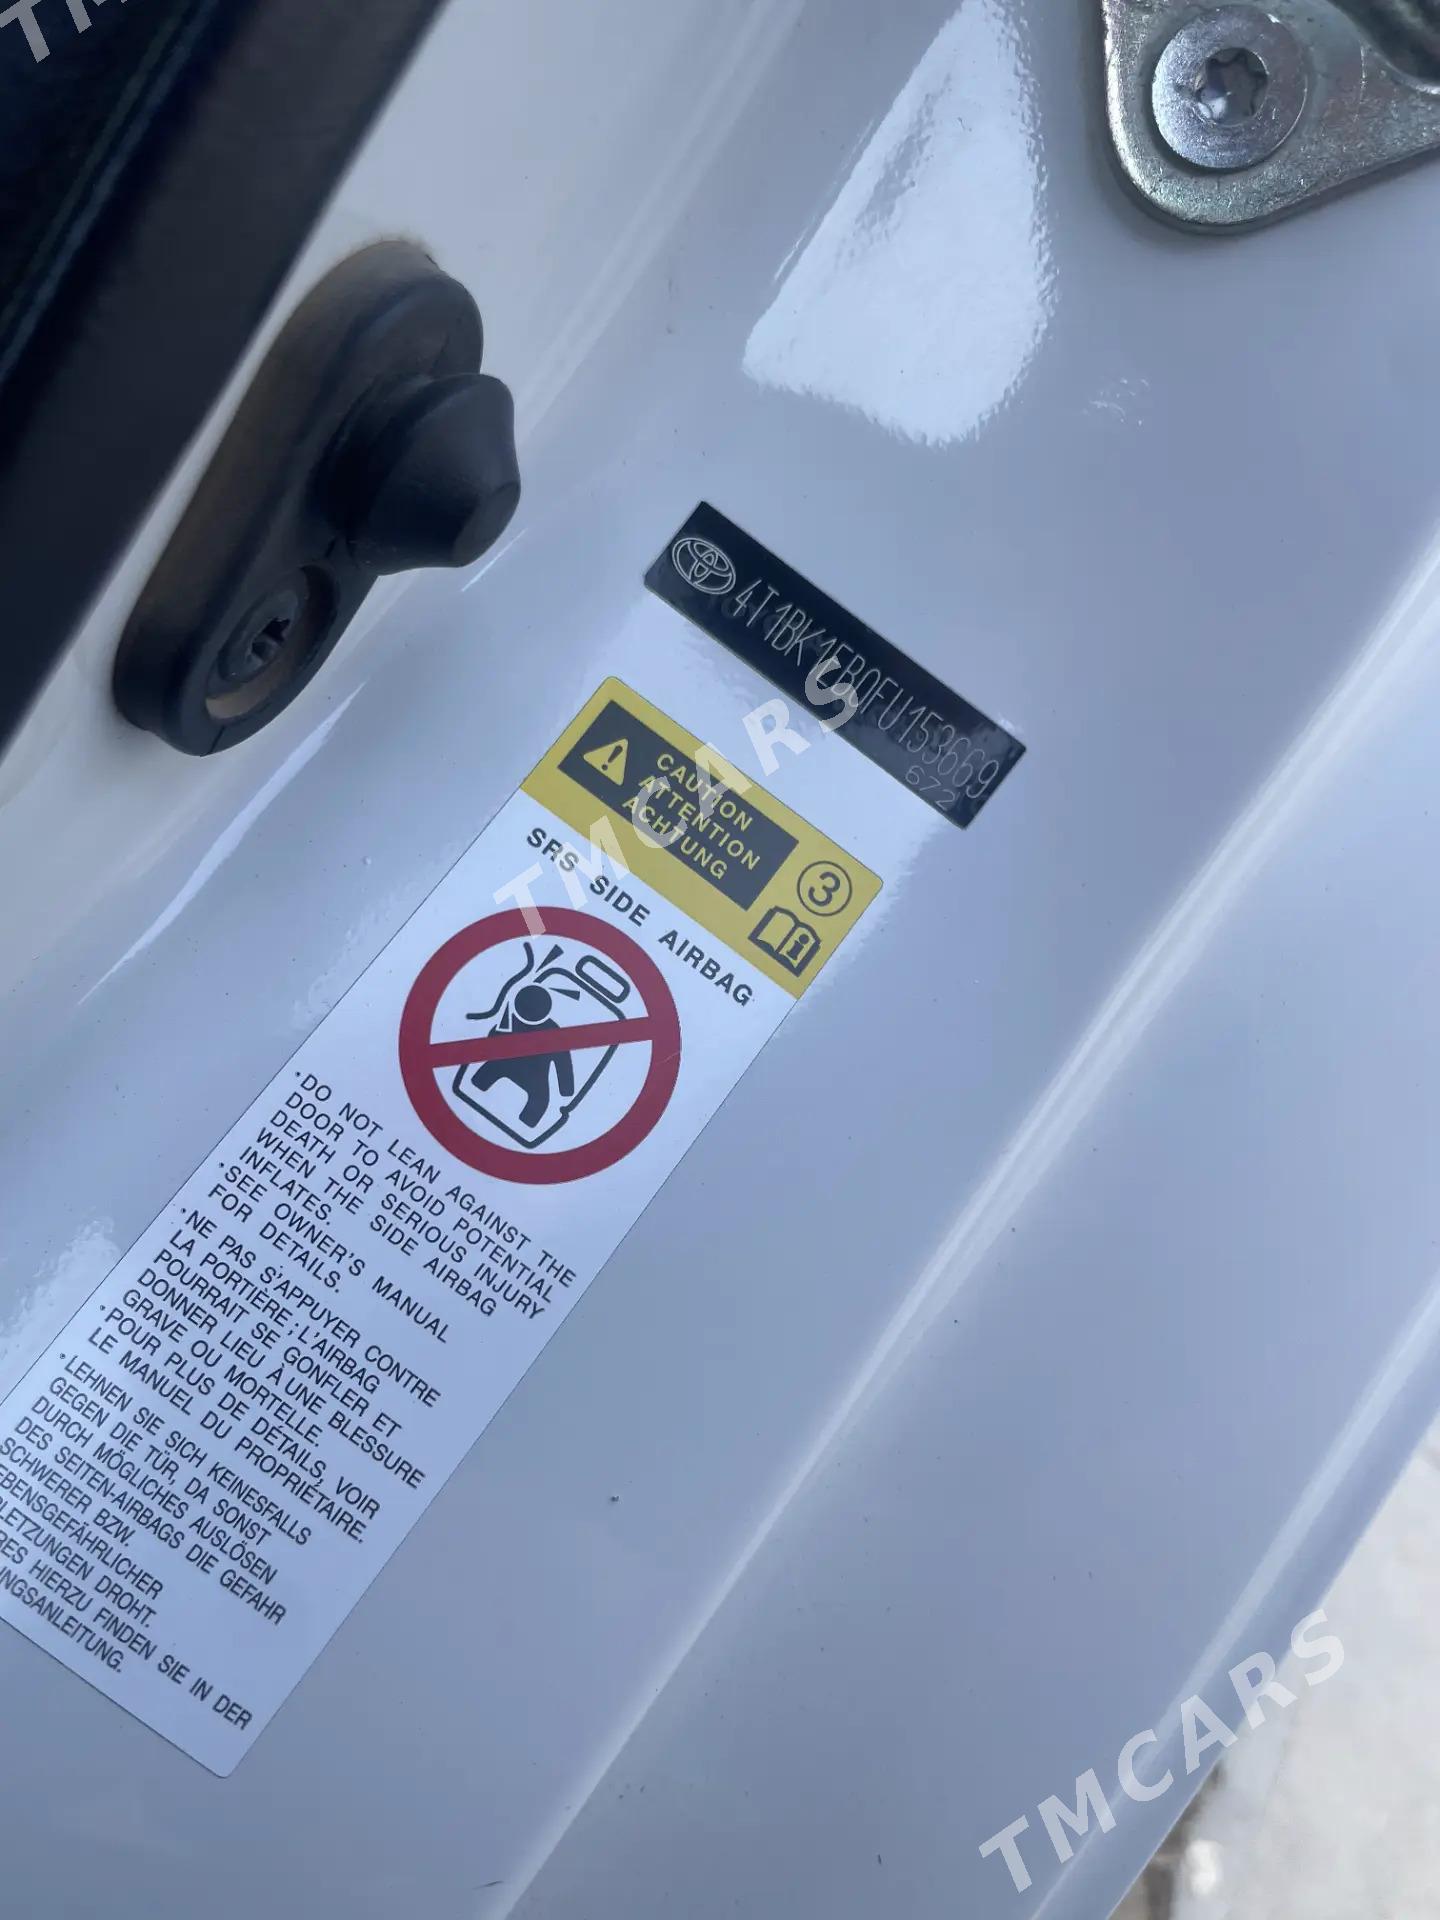 4T1BK1EB0FU153669
672
CAUTION
ATTENTION
ACHTUNG
3
SRS SIDE AIRBAG
•DO NOT LEAN AGAINST THE
DOOR TO AVOID POTENTIAL
DEATH OR SERIOUS INJURY
WHEN THE SIDE AIRBAG
INFLATES.
•SEE OWNER'S MANUAL
FOR DETAILS.
•NE PAS S'APPUYER CONTRE
LA PORTIÈRE; L'AIRBAG
POURRAIT SE GONFLER ET
DONNER LIEU À UNE BLESSURE
GRAVE OU MORTELLE.
•POUR PLUS DE DÉTAILS, VOIR
LE MANUEL DU PROPRIÉTAIRE.
•LEHNEN SIE SICH KEINESFALLS
GEGEN DIE TÜR, DA SONST
DURCH MÖGLICHES AUSLÖSEN
DES SEITEN-AIRBAGS DIE GEFAHR
SCHWERER BZW.
EBENSGEFÄHRLICHER
LETZUNGEN DROHT.
RES HIERZU FINDEN SIE IN DER
NGSANLEITUNG.
TMCARS
TMCARS